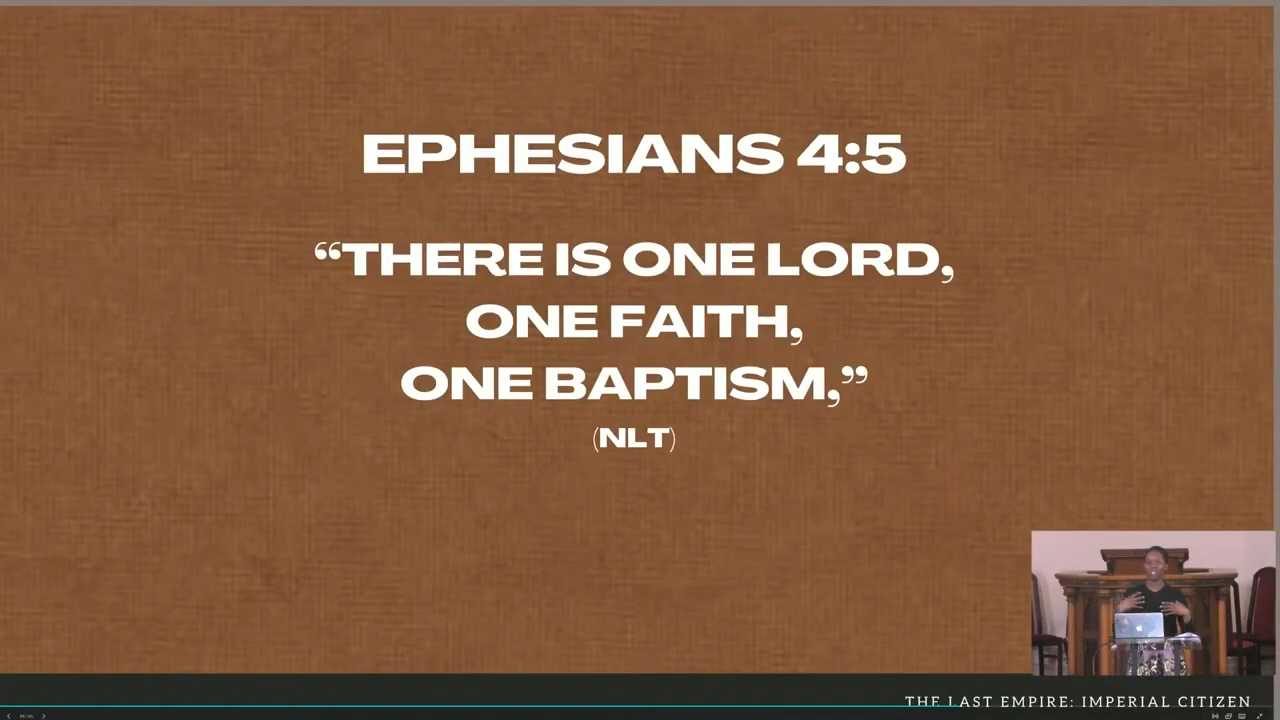 EPHESIANS 4:5
“THERE IS ONE LORD,
ONE FAITH,
ONE BAPTISM,”
(NLT)
THE LAST EMPIRE: IMPERIAL CITIZEN